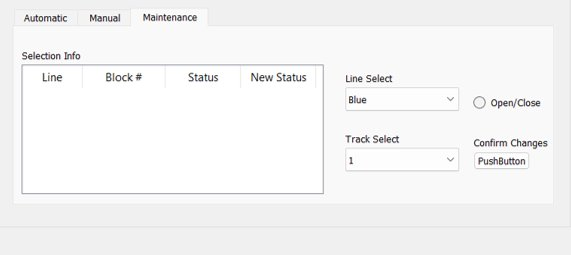 Automatic Manual Maintenance
Selection Info
Line Block # Status New Status
Line Select
Blue
Open/Close
Track Select
1
Confirm Changes
PushButton